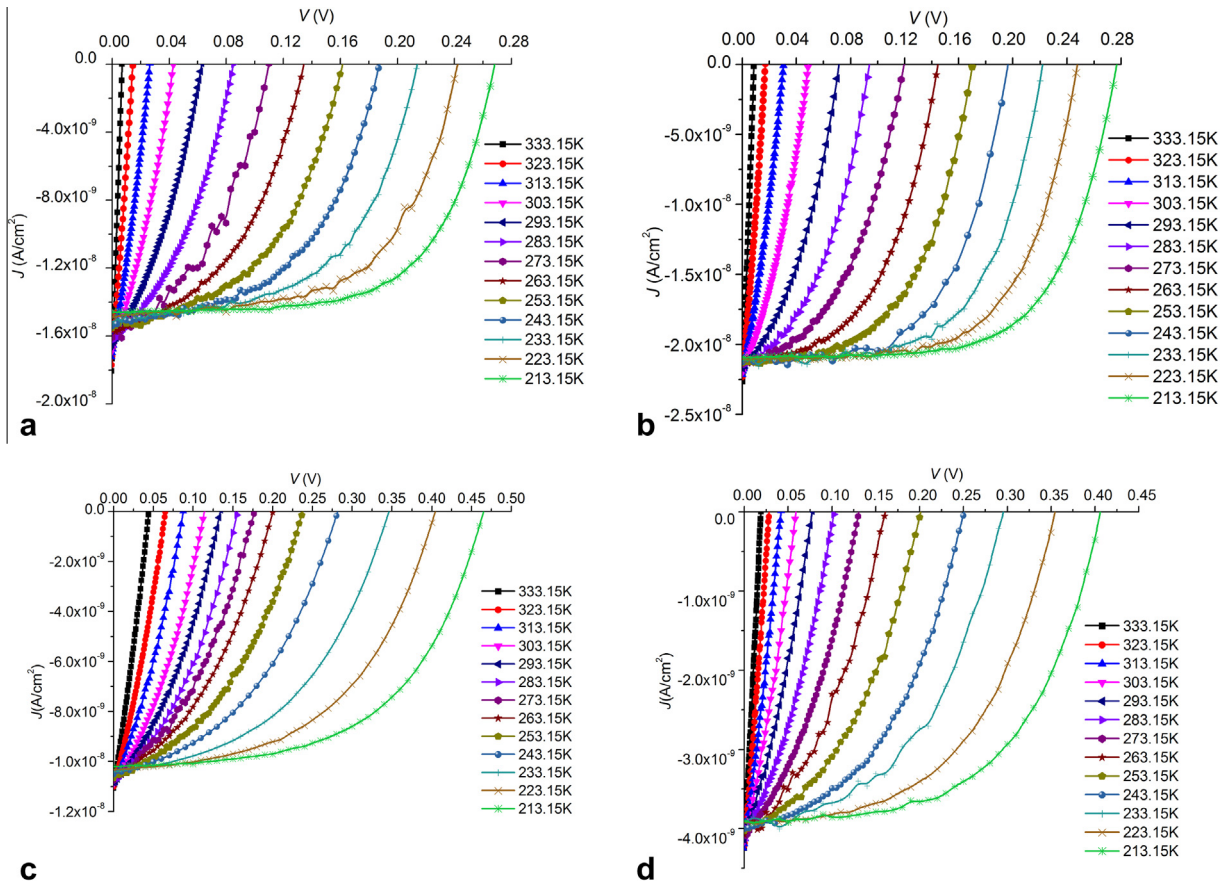 V (V)
0.00 0.04 0.08 0.12 0.16 0.20 0.24 0.28
0.0
-4.0x10⁻⁹
-8.0x10⁻⁹
-1.2x10⁻⁸
-1.6x10⁻⁸
-2.0x10⁻⁸
J (A/cm²)
333.15K
323.15K
313.15K
303.15K
293.15K
283.15K
273.15K
263.15K
253.15K
243.15K
233.15K
223.15K
213.15K
a
V (V)
0.00 0.04 0.08 0.12 0.16 0.20 0.24 0.28
0.0
-5.0x10⁻⁹
-1.0x10⁻⁸
-1.5x10⁻⁸
-2.0x10⁻⁸
-2.5x10⁻⁸
J (A/cm²)
333.15K
323.15K
313.15K
303.15K
293.15K
283.15K
273.15K
263.15K
253.15K
243.15K
233.15K
223.15K
213.15K
b
V (V)
0.00 0.05 0.10 0.15 0.20 0.25 0.30 0.35 0.40 0.45 0.50
0.0
-2.0x10⁻⁹
-4.0x10⁻⁹
-6.0x10⁻⁹
-8.0x10⁻⁹
-1.0x10⁻⁸
-1.2x10⁻⁸
J(A/cm²)
333.15K
323.15K
313.15K
303.15K
293.15K
283.15K
273.15K
263.15K
253.15K
243.15K
233.15K
223.15K
213.15K
c
V (V)
0.00 0.05 0.10 0.15 0.20 0.25 0.30 0.35 0.40 0.45
0.0
-1.0x10⁻⁹
-2.0x10⁻⁹
-3.0x10⁻⁹
-4.0x10⁻⁹
J(A/cm²)
333.15K
323.15K
313.15K
303.15K
293.15K
283.15K
273.15K
263.15K
253.15K
243.15K
233.15K
223.15K
213.15K
d